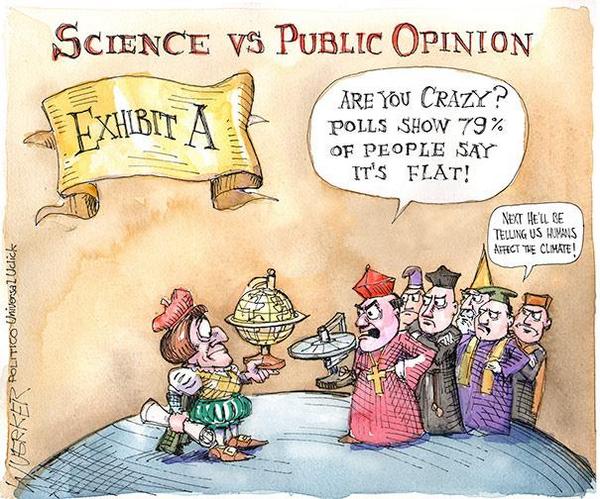 SCIENCE VS PUBLIC OPINION
EXHIBIT A
ARE YOU CRAZY?
POLLS SHOW 79%
OF PEOPLE SAY
IT'S FLAT!
NEXT HE'LL BE
TELLING US HUMANS
AFFECT THE CLIMATE!
WUERKER POLITICO Universal Uclick